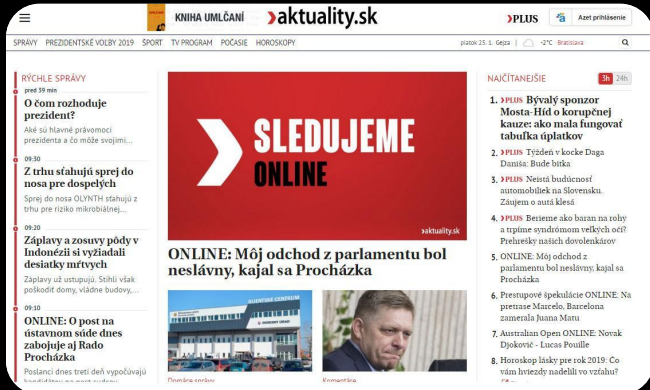 KNIHA UMLČANÍ
aktuality.sk
PLUS
Azet prihlásenie
SPRÁVY PREZIDENTSKÉ VOĽBY 2019 ŠPORT TV PROGRAM POČASIE HOROSKOPY
piatok 25. 1. Gejza
-2°C Bratislava
RÝCHLE SPRÁVY
pred 39 min
O čom rozhoduje
prezident?
Aké sú hlavné právomoci
prezidenta a čo môže svojimi...
09:30
Z trhu sťahujú sprej do
nosa pre dospelých
Sprej do nosa OLYNTH sťahujú z
trhu pre riziko mikrobiálnej...
09:20
Záplavy a zosuvy pôdy v
Indonézii si vyžiadali
desiatky mŕtvych
Záplavy už ustupujú. Stihli však
poškodiť domy, vládne budovy,...
09:10
ONLINE: O post na
ústavnom súde dnes
zabojuje aj Rado
Procházka
Poslanci dnes tretí deň vypočúvajú
SLEDUJEME
ONLINE
aktuality.sk
ONLINE: Môj odchod z parlamentu bol
neslávny, kajal sa Procházka
KLIENTSKE CENTRUM
OKRESNÝ ÚRAD
Domáce správy
Komentáre
NAJČÍTANEJŠIE
3h 24h
1. PLUS Bývalý sponzor
Mosta-Híd o korupčnej
kauze: ako mala fungovať
tabuľka úplatkov
2. PLUS Týždeň v kocke Daga
Daniša: Bude bitka
3. PLUS Neistá budúcnosť
automobiliek na Slovensku.
Záujem o autá klesá
4. PLUS Berieme ako baran na rohy
a trpíme syndrómom veľkých očí?
Prehrešky našich dovolenkárov
5. ONLINE: Môj odchod z
parlamentu bol neslávny, kajal sa
Procházka
6. Prestupové špekulácie ONLINE: Na
pretrase Marcelo, Barcelona
zamerala Juana Matu
7. Australian Open ONLINE: Novak
Djokovič - Lucas Pouille
8. Horoskop lásky pre rok 2019: Čo
vám hviezdy nadelili vo vzťahu?